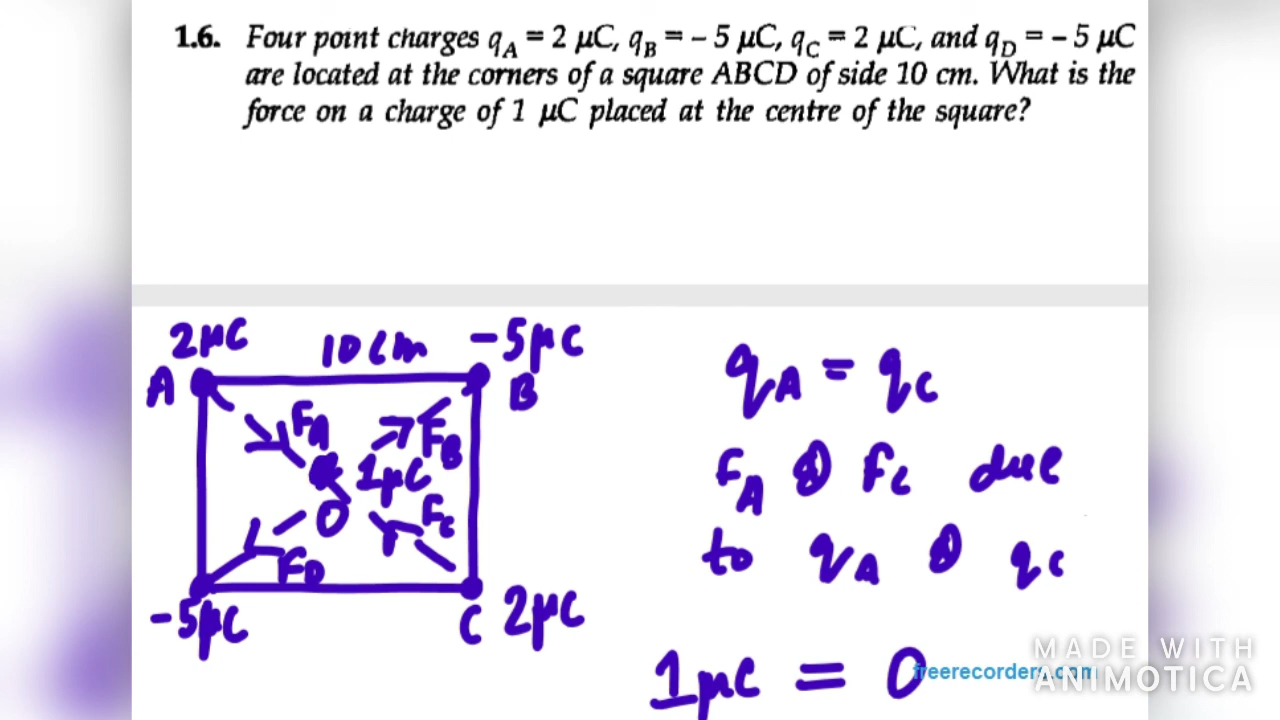 1.6. Four point charges qA = 2 μC, qB = – 5 μC, qC = 2 μC, and qD = – 5 μC
are located at the corners of a square ABCD of side 10 cm. What is the
force on a charge of 1 μC placed at the centre of the square?
2μC 10cm -5μC
A B
FA FB
1μC
O FC
FD
-5μC C 2μC
qA = qC
FA & FC due
to qA & qC
1μC = 0
freerecorders.com
MADE WITH
ANIMOTICA